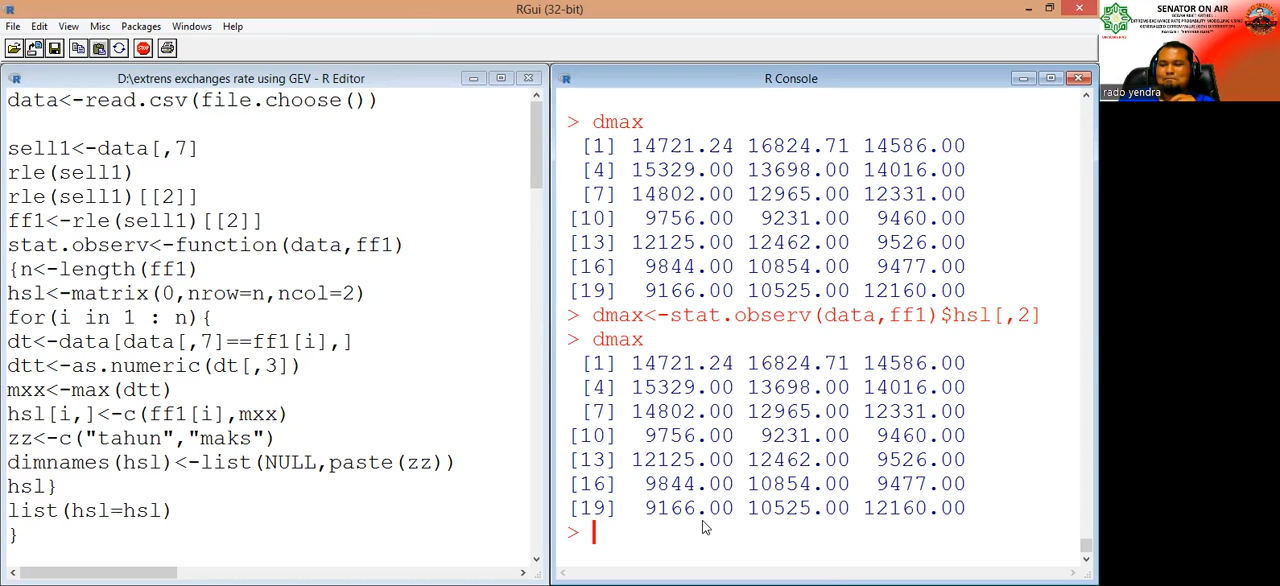 RGui (32-bit)
File Edit View Misc Packages Windows Help
D:\extrens exchanges rate using GEV - R Editor
data<-read.csv(file.choose())
sell1<-data[,7]
rle(sell1)
rle(sell1)[[2]]
ff1<-rle(sell1)[[2]]
stat.observ<-function(data,ff1)
{n<-length(ff1)
hsl<-matrix(0,nrow=n,ncol=2)
for(i in 1 : n){
dt<-data[data[,7]==ff1[i],]
dtt<-as.numeric(dt[,3])
mxx<-max(dtt)
hsl[i,]<-c(ff1[i],mxx)
zz<-c("tahun","maks")
dimnames(hsl)<-list(NULL,paste(zz))
hsl}
list(hsl=hsl)
}
R Console
> dmax
[1] 14721.24 16824.71 14586.00
[4] 15329.00 13698.00 14016.00
[7] 14802.00 12965.00 12331.00
[10] 9756.00 9231.00 9460.00
[13] 12125.00 12462.00 9526.00
[16] 9844.00 10854.00 9477.00
[19] 9166.00 10525.00 12160.00
> dmax<-stat.observ(data,ff1)$hsl[,2]
> dmax
[1] 14721.24 16824.71 14586.00
[4] 15329.00 13698.00 14016.00
[7] 14802.00 12965.00 12331.00
[10] 9756.00 9231.00 9460.00
[13] 12125.00 12462.00 9526.00
[16] 9844.00 10854.00 9477.00
[19] 9166.00 10525.00 12160.00
>
SENATOR ON AIR
rado yendra